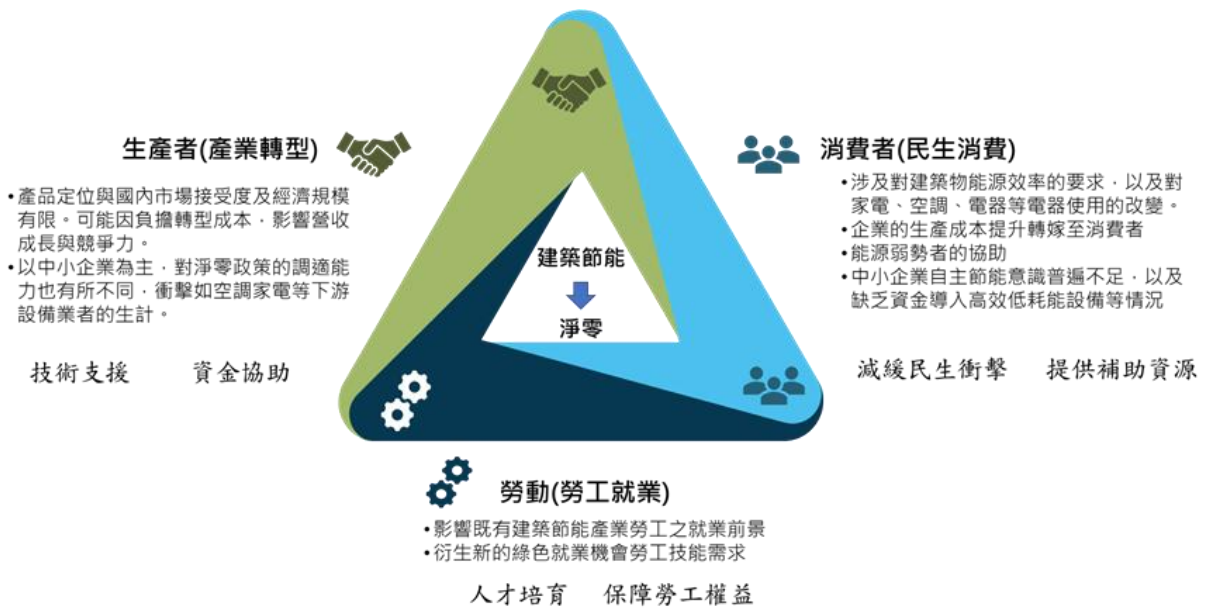 生產者(產業轉型)
•產品定位與國內市場接受度及經濟規模
有限。可能因負擔轉型成本，影響營收
成長與競爭力。
•以中小企業為主，對淨零政策的調適能
力也有所不同，衝擊如空調家電等下游
設備業者的生計。
技術支援 資金協助
建築節能
淨零
消費者(民生消費)
•涉及對建築物能源效率的要求，以及對
家電、空調、電器等電器使用的改變。
•企業的生產成本提升轉嫁至消費者
•能源弱勢者的協助
•中小企業自主節能意識普遍不足，以及
缺乏資金導入高效低耗能設備等情況
減緩民生衝擊 提供補助資源
勞動(勞工就業)
•影響既有建築節能產業勞工之就業前景
•衍生新的綠色就業機會勞工技能需求
人才培育 保障勞工權益